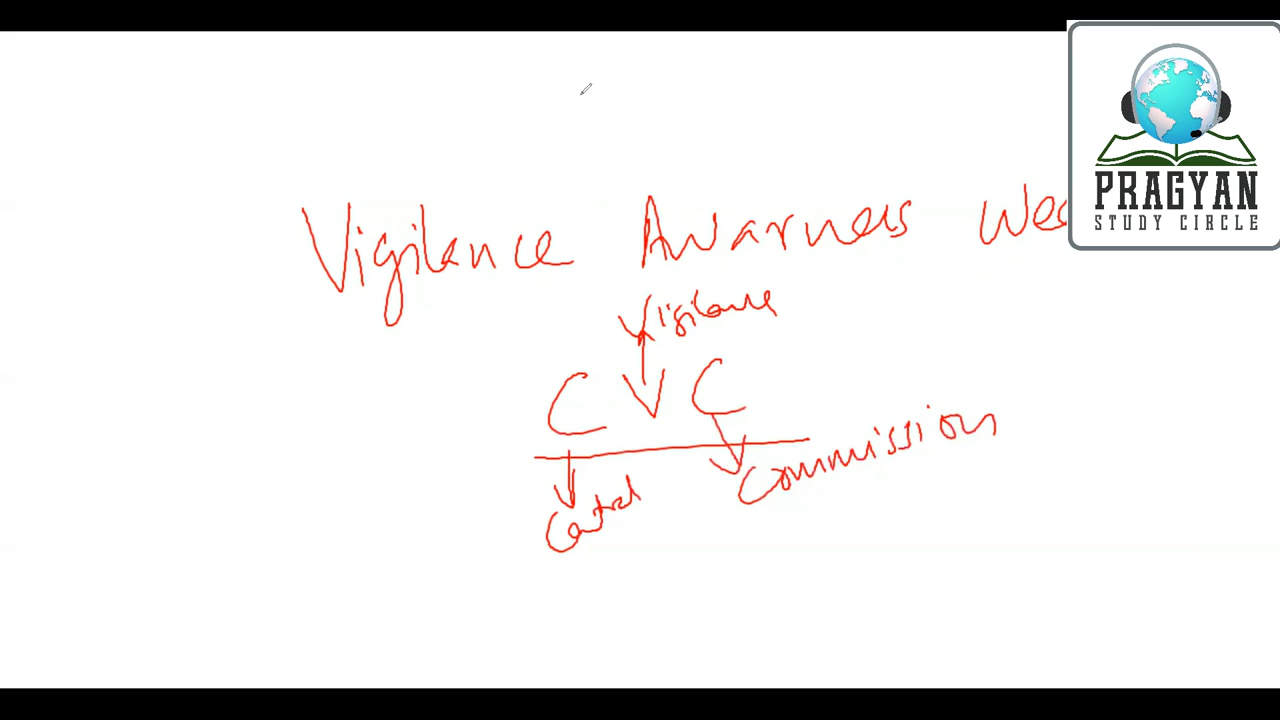 PRAGYAN
STUDY CIRCLE
Vigilance Awarness Wee
Vigilance
C V C
Commission
Central